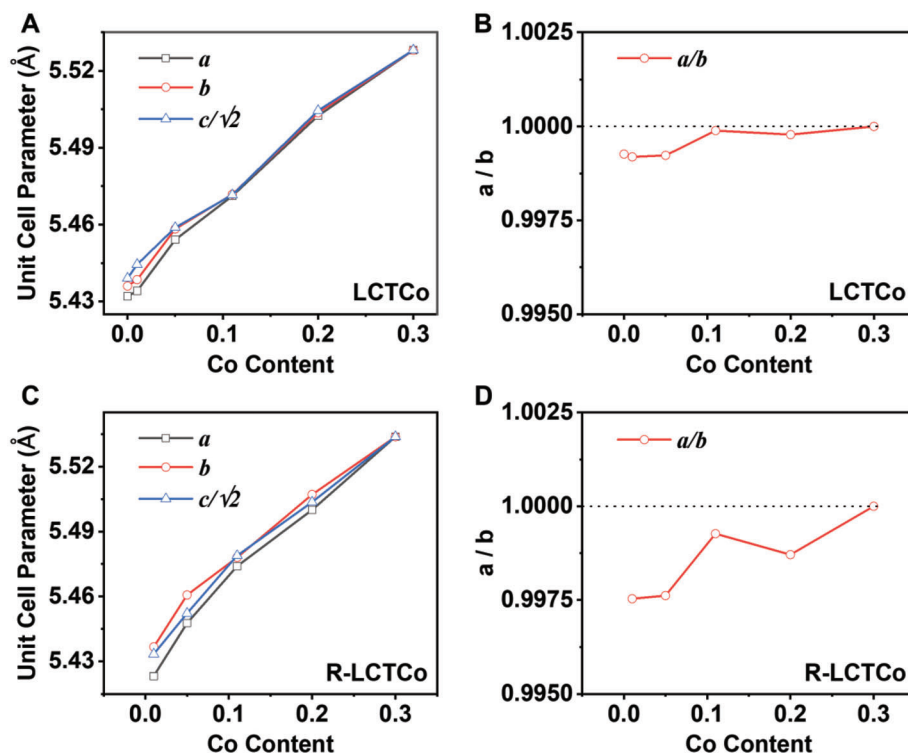 A
Unit Cell Parameter (Å)
5.52
5.49
5.46
5.43
a
b
c/√2
LCTCo
0.0 0.1 0.2 0.3
Co Content
B
a / b
1.0025
1.0000
0.9975
0.9950
a/b
LCTCo
0.0 0.1 0.2 0.3
Co Content
C
Unit Cell Parameter (Å)
5.52
5.49
5.46
5.43
a
b
c/√2
R-LCTCo
0.0 0.1 0.2 0.3
Co Content
D
a / b
1.0025
1.0000
0.9975
0.9950
a/b
R-LCTCo
0.0 0.1 0.2 0.3
Co Content